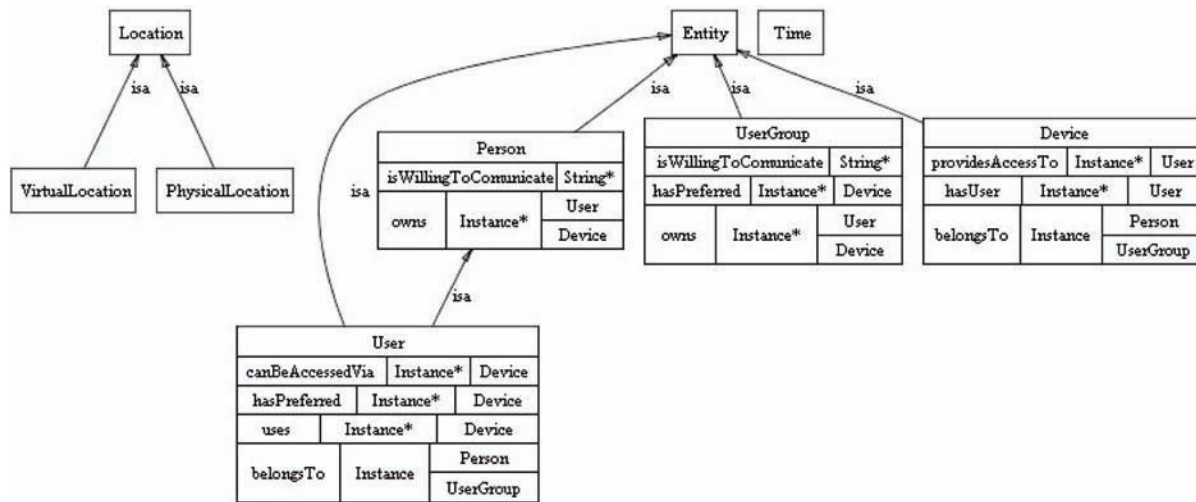 Location
Entity
Time
isa
isa
isa
isa
isa
VirtualLocation
PhysicalLocation
isa
Person
isWillingToComunicate String*
owns Instance* User
Device
UserGroup
isWillingToComunicate String*
hasPreferred Instance* Device
owns Instance* User
Device
Device
providesAccessTo Instance* User
hasUser Instance* User
belongsTo Instance Person
UserGroup
isa
User
canBeAccessedVia Instance* Device
hasPreferred Instance* Device
uses Instance* Device
belongsTo Instance Person
UserGroup